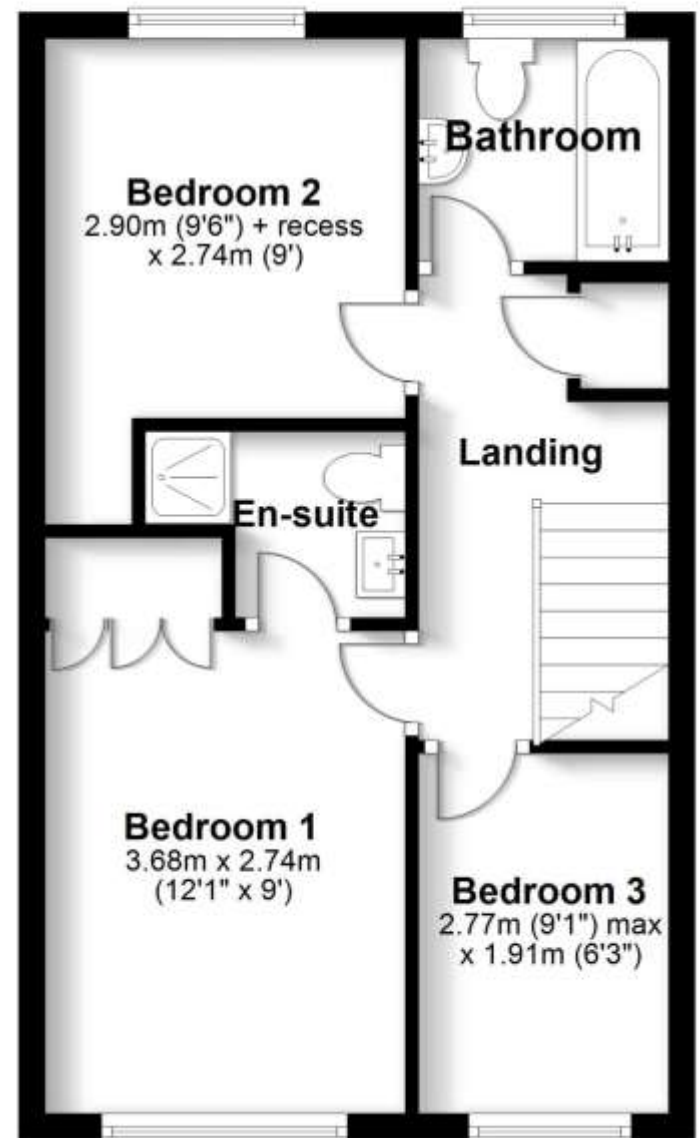 Bathroom
Bedroom 2
2.90m (9'6") + recess
x 2.74m (9')
Landing
En-suite
Bedroom 1
3.68m x 2.74m
(12'1" x 9')
Bedroom 3
2.77m (9'1") max
x 1.91m (6'3")